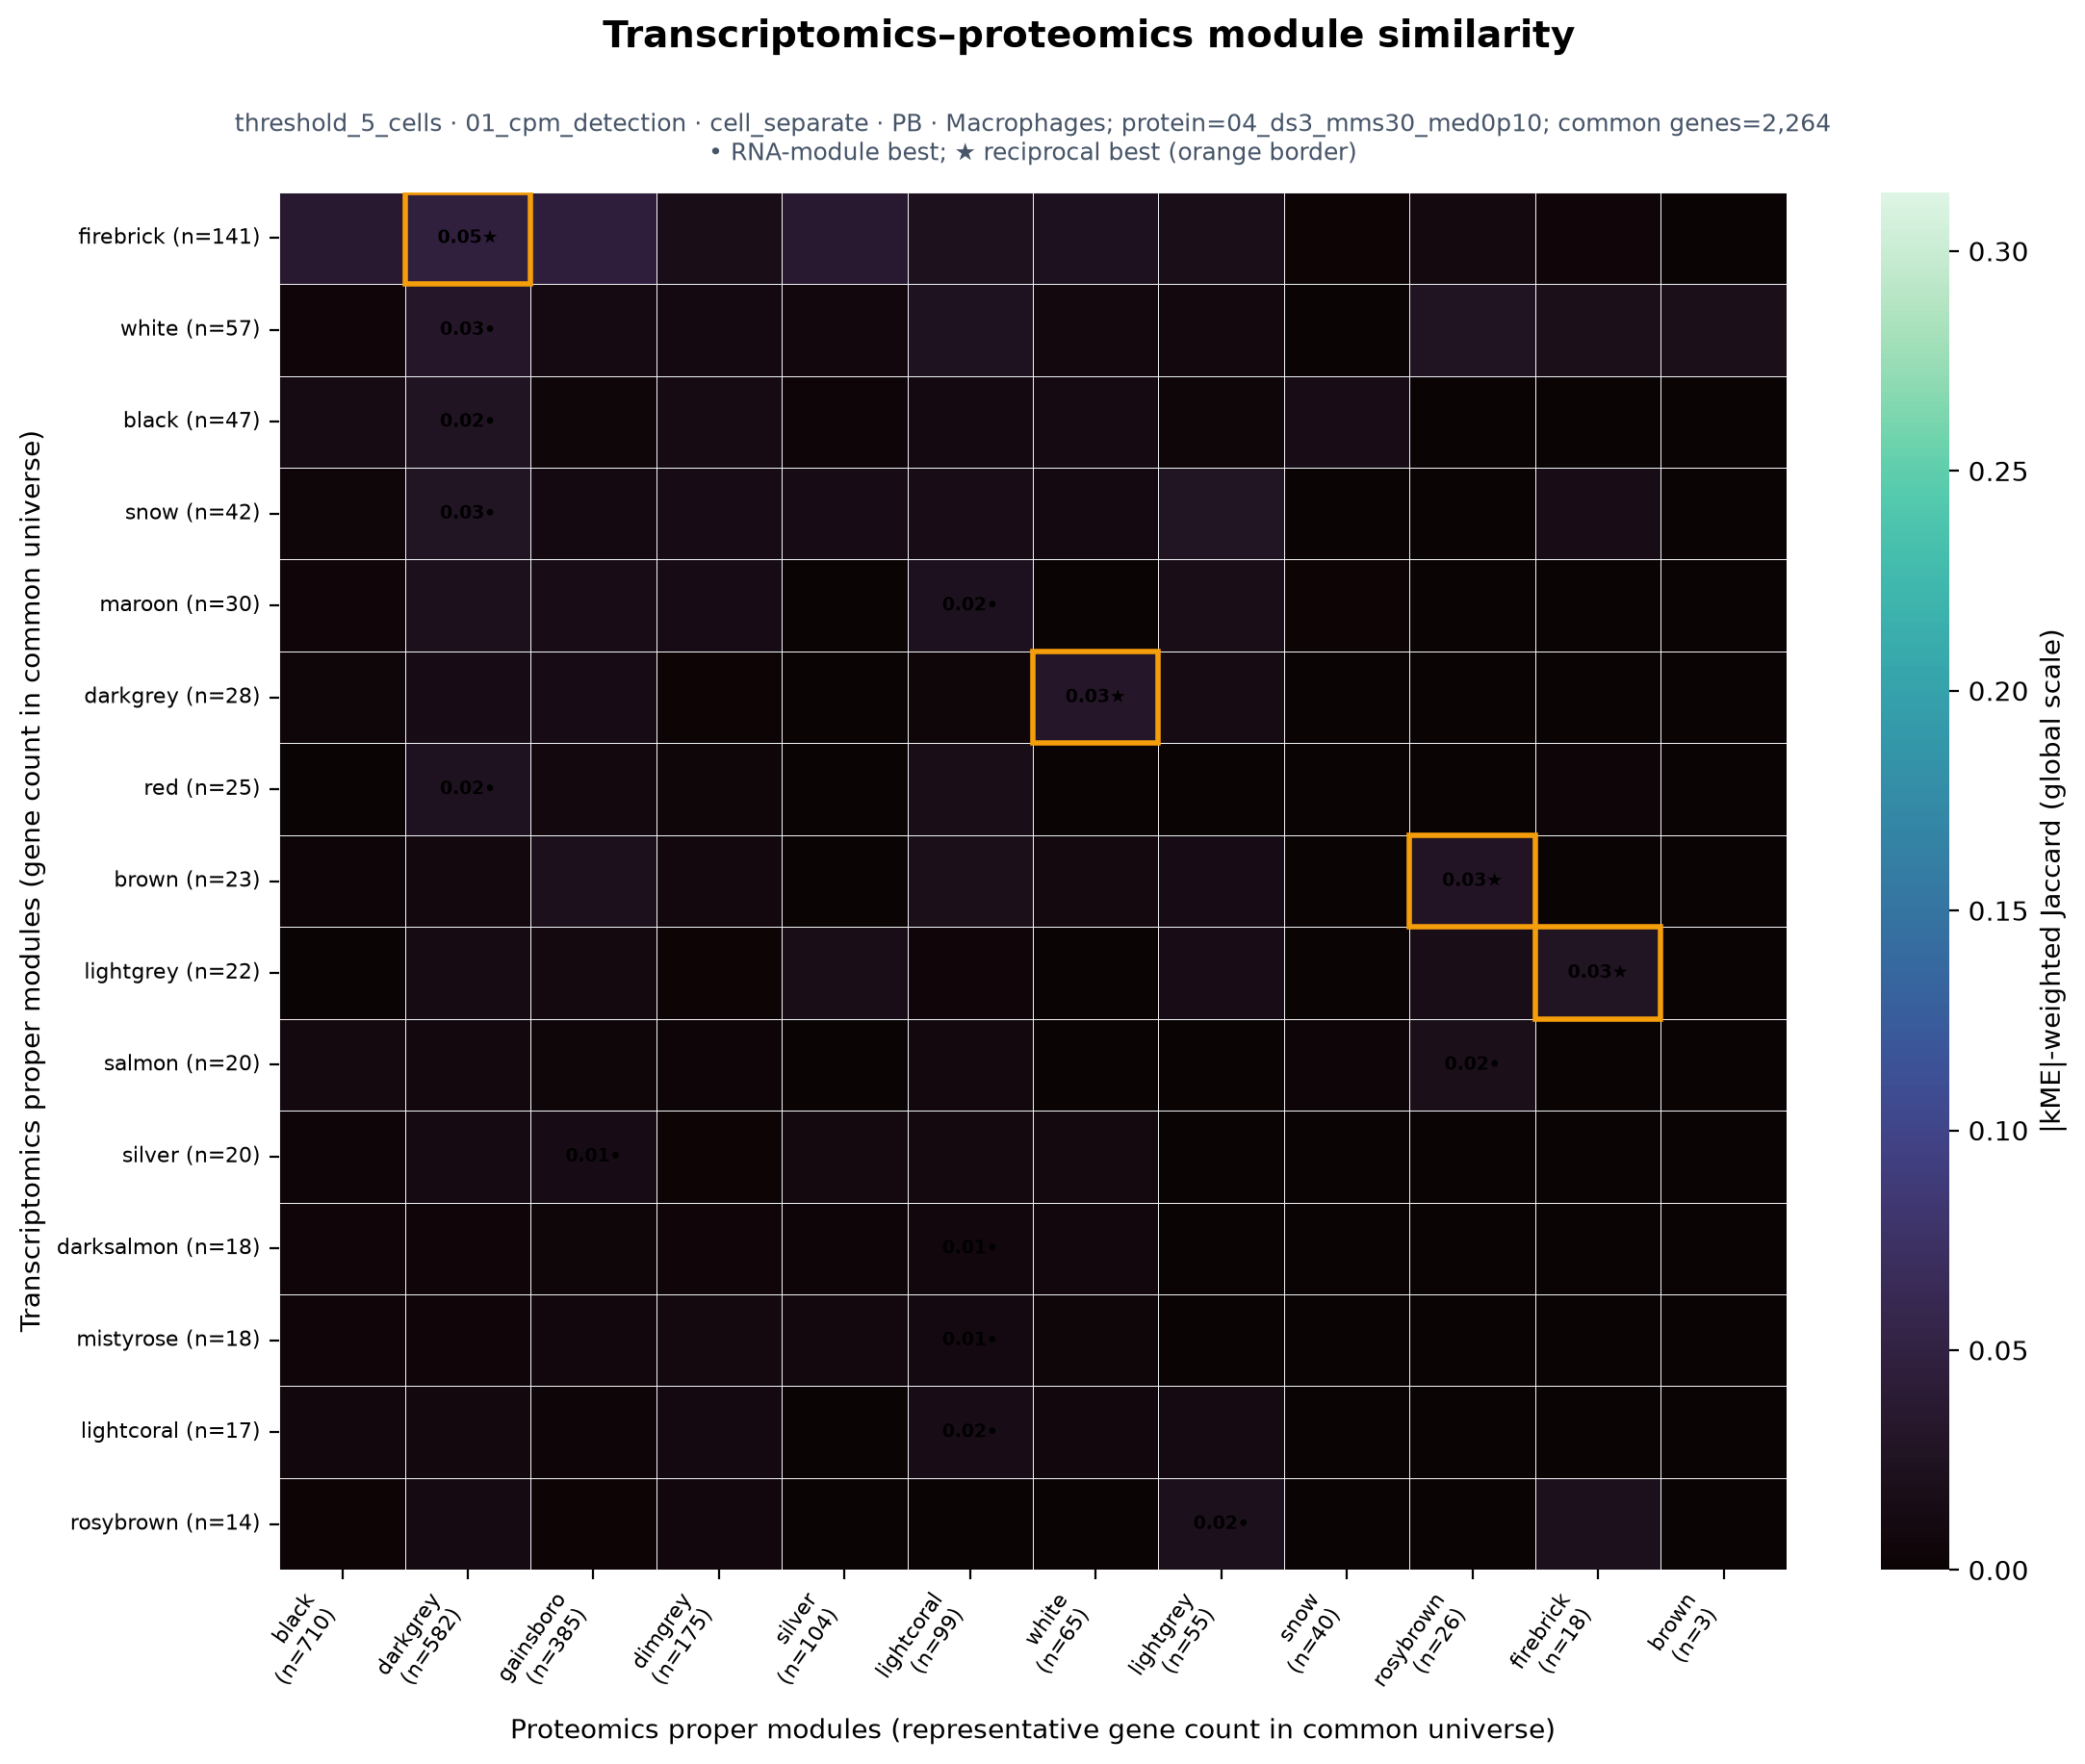 Transcriptomics–proteomics module similarity
threshold_5_cells · 01_cpm_detection · cell_separate · PB · Macrophages; protein=04_ds3_mms30_med0p10; common genes=2,264
• RNA-module best; ★ reciprocal best (orange border)
Transcriptomics proper modules (gene count in common universe)
firebrick (n=141)
0.05★
white (n=57)
0.03•
black (n=47)
0.02•
snow (n=42)
0.03•
maroon (n=30)
0.02•
darkgrey (n=28)
0.03★
red (n=25)
0.02•
brown (n=23)
0.03★
lightgrey (n=22)
0.03★
salmon (n=20)
0.02•
silver (n=20)
0.01•
darksalmon (n=18)
0.01•
mistyrose (n=18)
0.01•
lightcoral (n=17)
0.02•
rosybrown (n=14)
0.02•
black
(n=710)
darkgrey
(n=582)
gainsboro
(n=385)
dimgrey
(n=175)
silver
(n=104)
lightcoral
(n=99)
white
(n=65)
lightgrey
(n=55)
snow
(n=40)
rosybrown
(n=26)
firebrick
(n=18)
brown
(n=3)
Proteomics proper modules (representative gene count in common universe)
0.30
0.25
0.20
0.15
0.10
0.05
0.00
|kME|-weighted Jaccard (global scale)